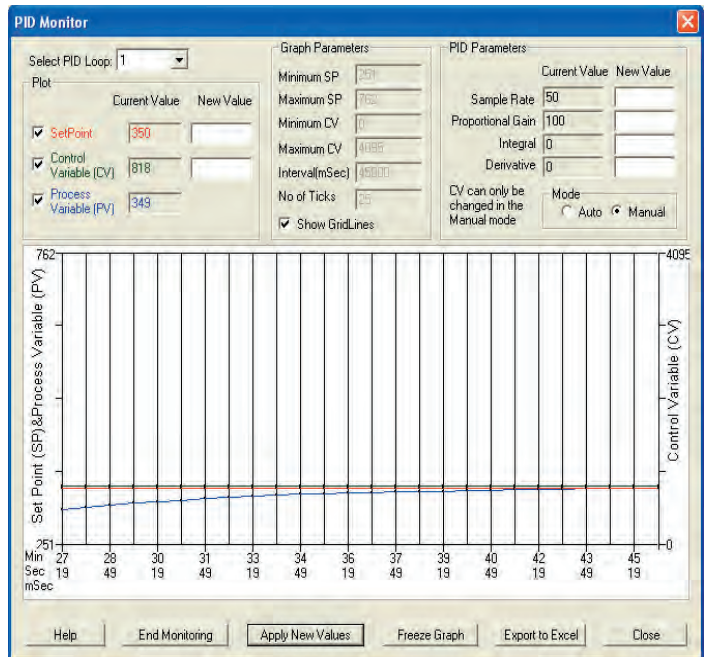 PID Monitor
Select PID Loop: 1
Plot
Current Value New Value
SetPoint 350
Control Variable (CV) 818
Process Variable (PV) 349
Graph Parameters
Minimum SP 251
Maximum SP 762
Minimum CV 0
Maximum CV 4095
Interval(mSec) 45000
No of Ticks 25
Show GridLines
PID Parameters
Current Value New Value
Sample Rate 50
Proportional Gain 100
Integral 0
Derivative 0
CV can only be
changed in the
Manual mode
Mode
Auto Manual
762
4095
Set Point (SP)&Process Variable (PV)
Control Variable (CV)
251
0
Min 27 28 30 31 33 34 36 37 39 40 42 43 45
Sec 19 49 19 49 19 49 19 49 19 49 19 49 19
mSec
Help End Monitoring Apply New Values Freeze Graph Export to Excel Close